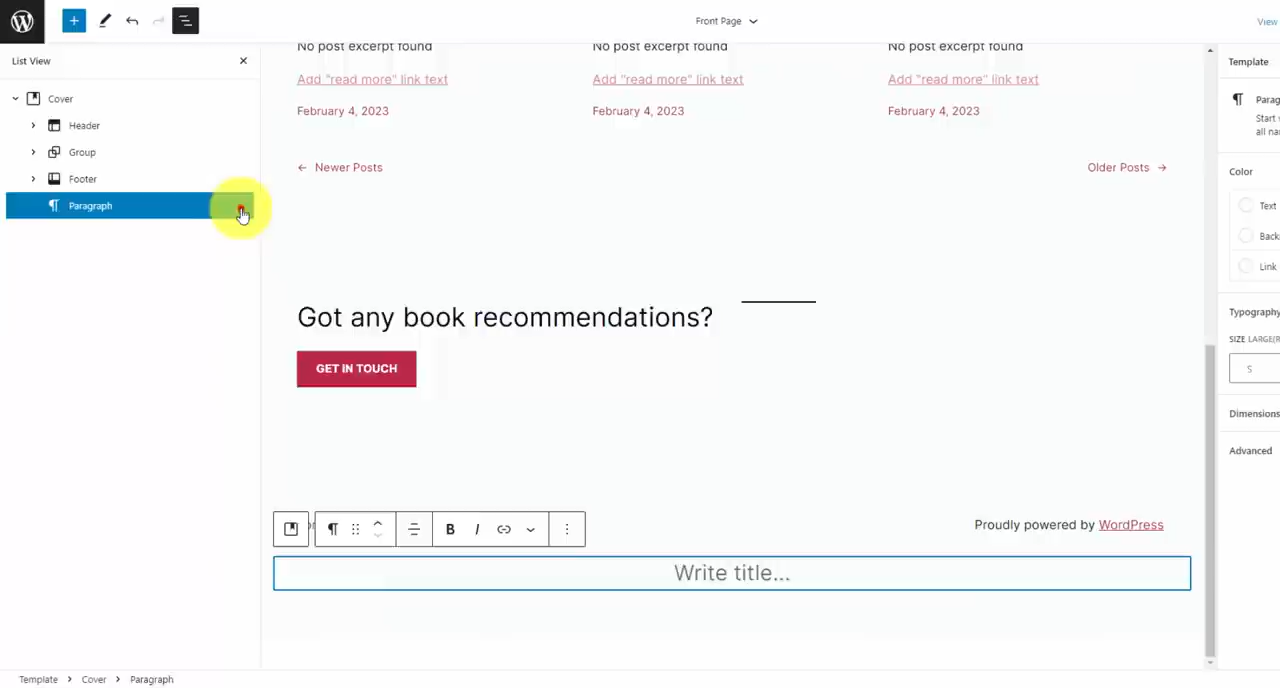 Front Page
View
List View
Cover
Header
Group
Footer
Paragraph
No post excerpt found No post excerpt found No post excerpt found
Add "read more" link text Add "read more" link text Add "read more" link text
February 4, 2023 February 4, 2023 February 4, 2023
← Newer Posts Older Posts →
Got any book recommendations?
GET IN TOUCH
Proudly powered by WordPress
B I
Write title...
Template
Parag
Start
all na
Color
Text
Back
Link
Typography
SIZE LARGE(R
S
Dimensions
Advanced
Template > Cover > Paragraph